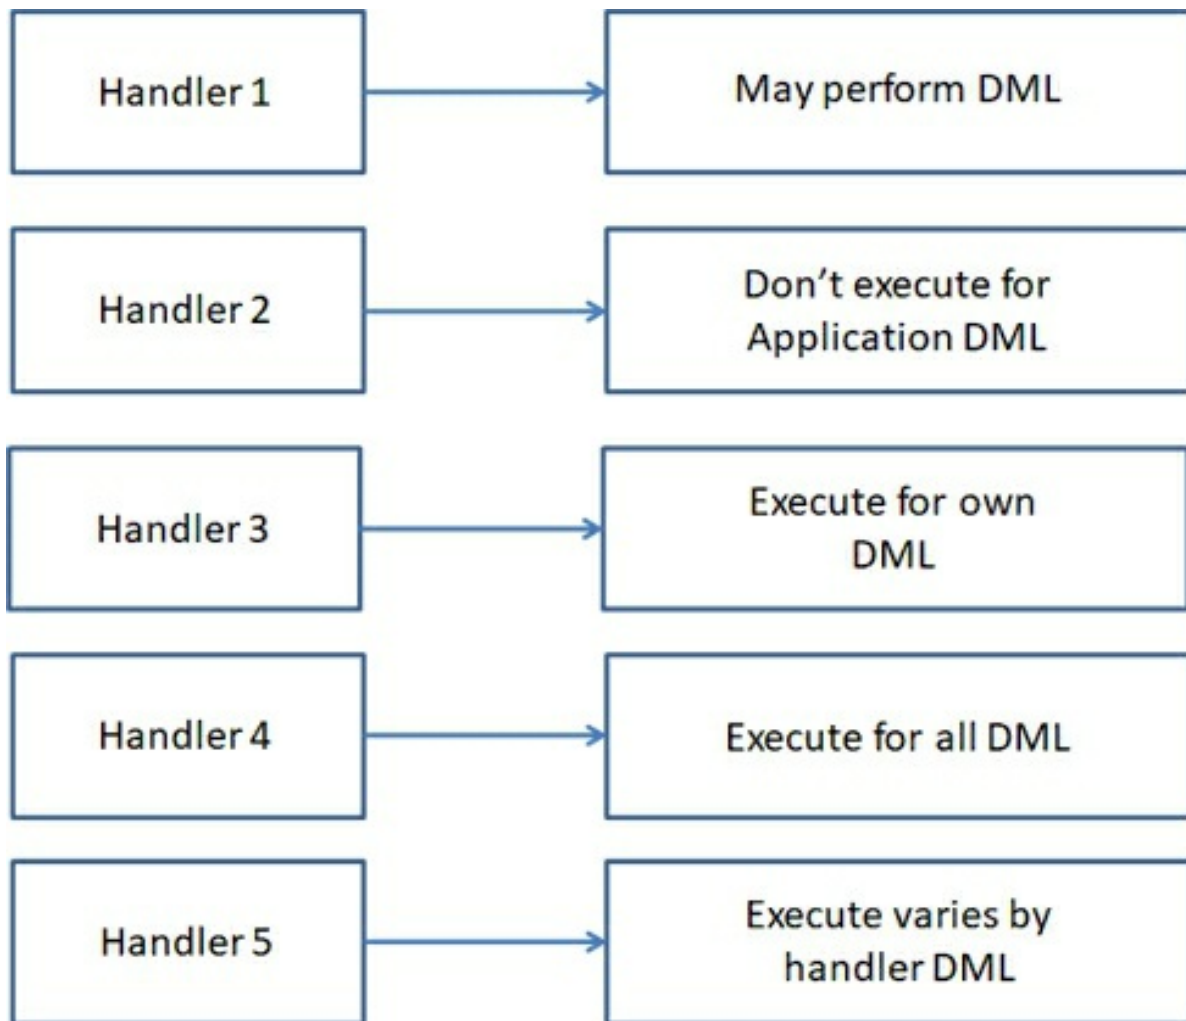 Handler 1
May perform DML
Handler 2
Don’t execute for
Application DML
Handler 3
Execute for own
DML
Handler 4
Execute for all DML
Handler 5
Execute varies by
handler DML